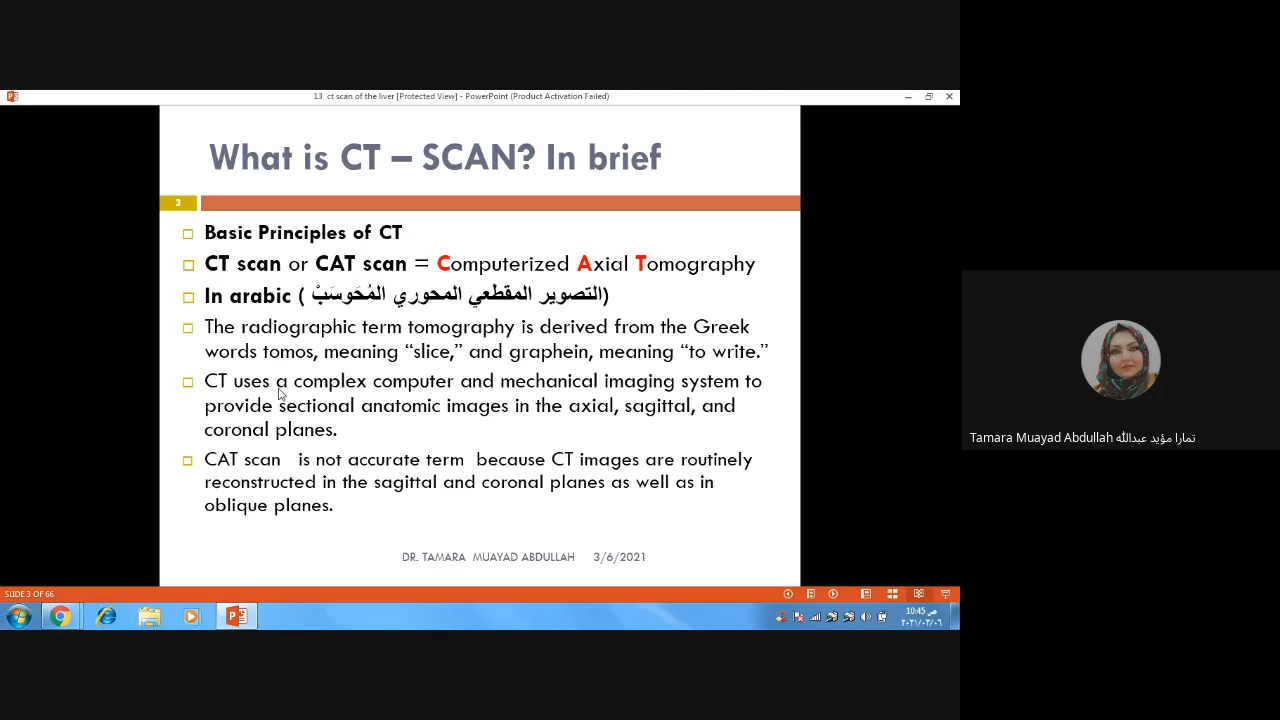 13 ct scan of the liver [Protected View] - PowerPoint (Product Activation Failed)
What is CT – SCAN? In brief
3
Basic Principles of CT
CT scan or CAT scan = Computerized Axial Tomography
In arabic ( التصوير المقطعي المحوري المُحَوسَبْ)
The radiographic term tomography is derived from the Greek
words tomos, meaning “slice,” and graphein, meaning “to write.”
CT uses a complex computer and mechanical imaging system to
provide sectional anatomic images in the axial, sagittal, and
coronal planes.
CAT scan is not accurate term because CT images are routinely
reconstructed in the sagittal and coronal planes as well as in
oblique planes.
DR. TAMARA MUAYAD ABDULLAH 3/6/2021
Tamara Muayad Abdullah تمارا مؤيد عبدالله
SLIDE 3 OF 66
10:45 ص
٢٠٢١/٠٣/٠٦